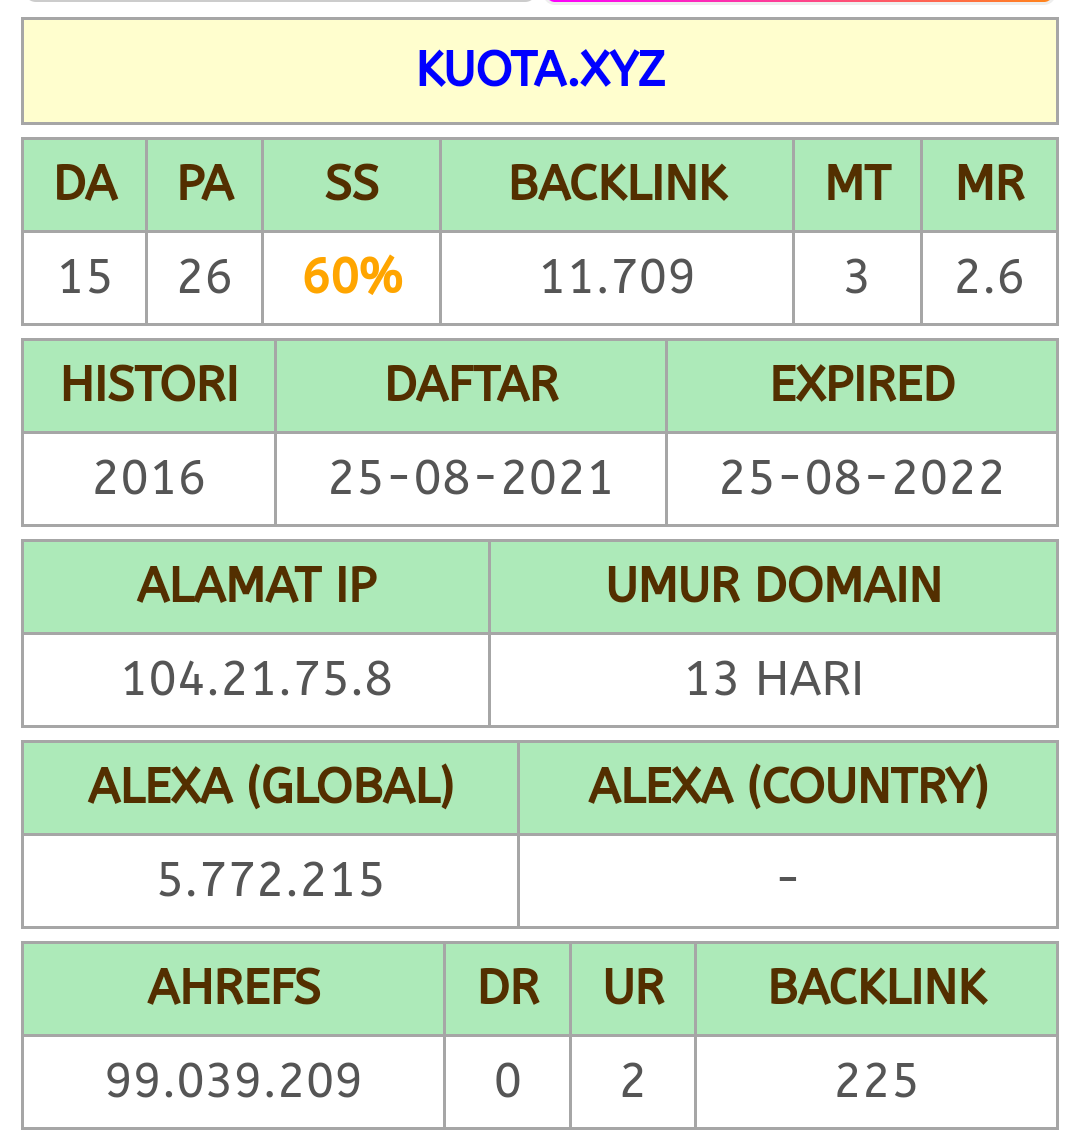 KUOTA.XYZ
DA PA SS BACKLINK MT MR
15 26 60% 11.709 3 2.6
HISTORI DAFTAR EXPIRED
2016 25-08-2021 25-08-2022
ALAMAT IP UMUR DOMAIN
104.21.75.8 13 HARI
ALEXA (GLOBAL) ALEXA (COUNTRY)
5.772.215 -
AHREFS DR UR BACKLINK
99.039.209 0 2 225